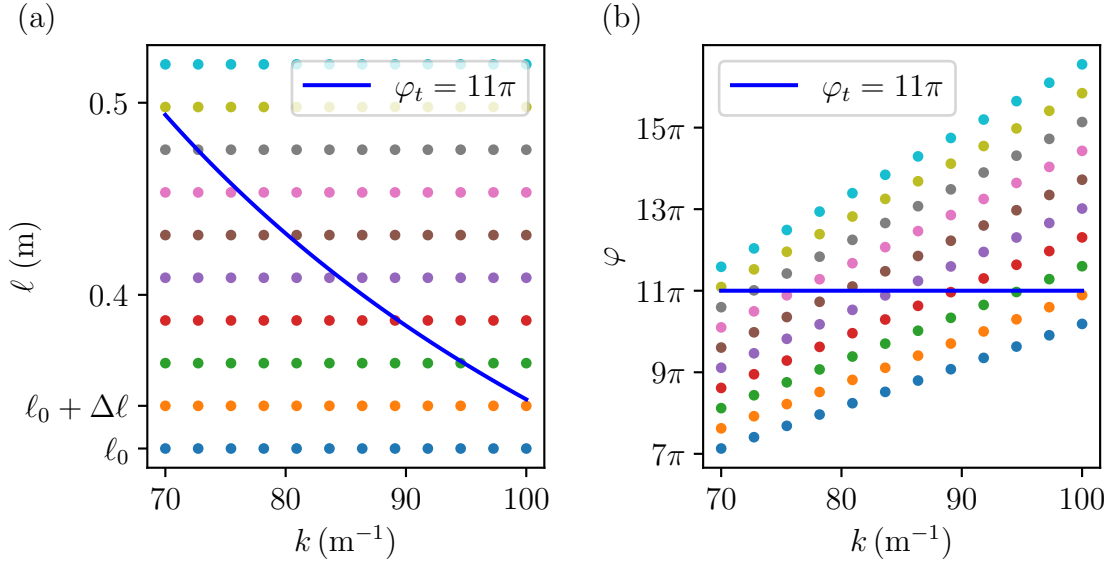 (a)
φ_t = 11π
0.5
0.4
ℓ_0 + Δℓ
ℓ_0
ℓ (m)
70 80 90 100
k (m⁻¹)
(b)
φ_t = 11π
15π
13π
11π
9π
7π
φ
70 80 90 100
k (m⁻¹)